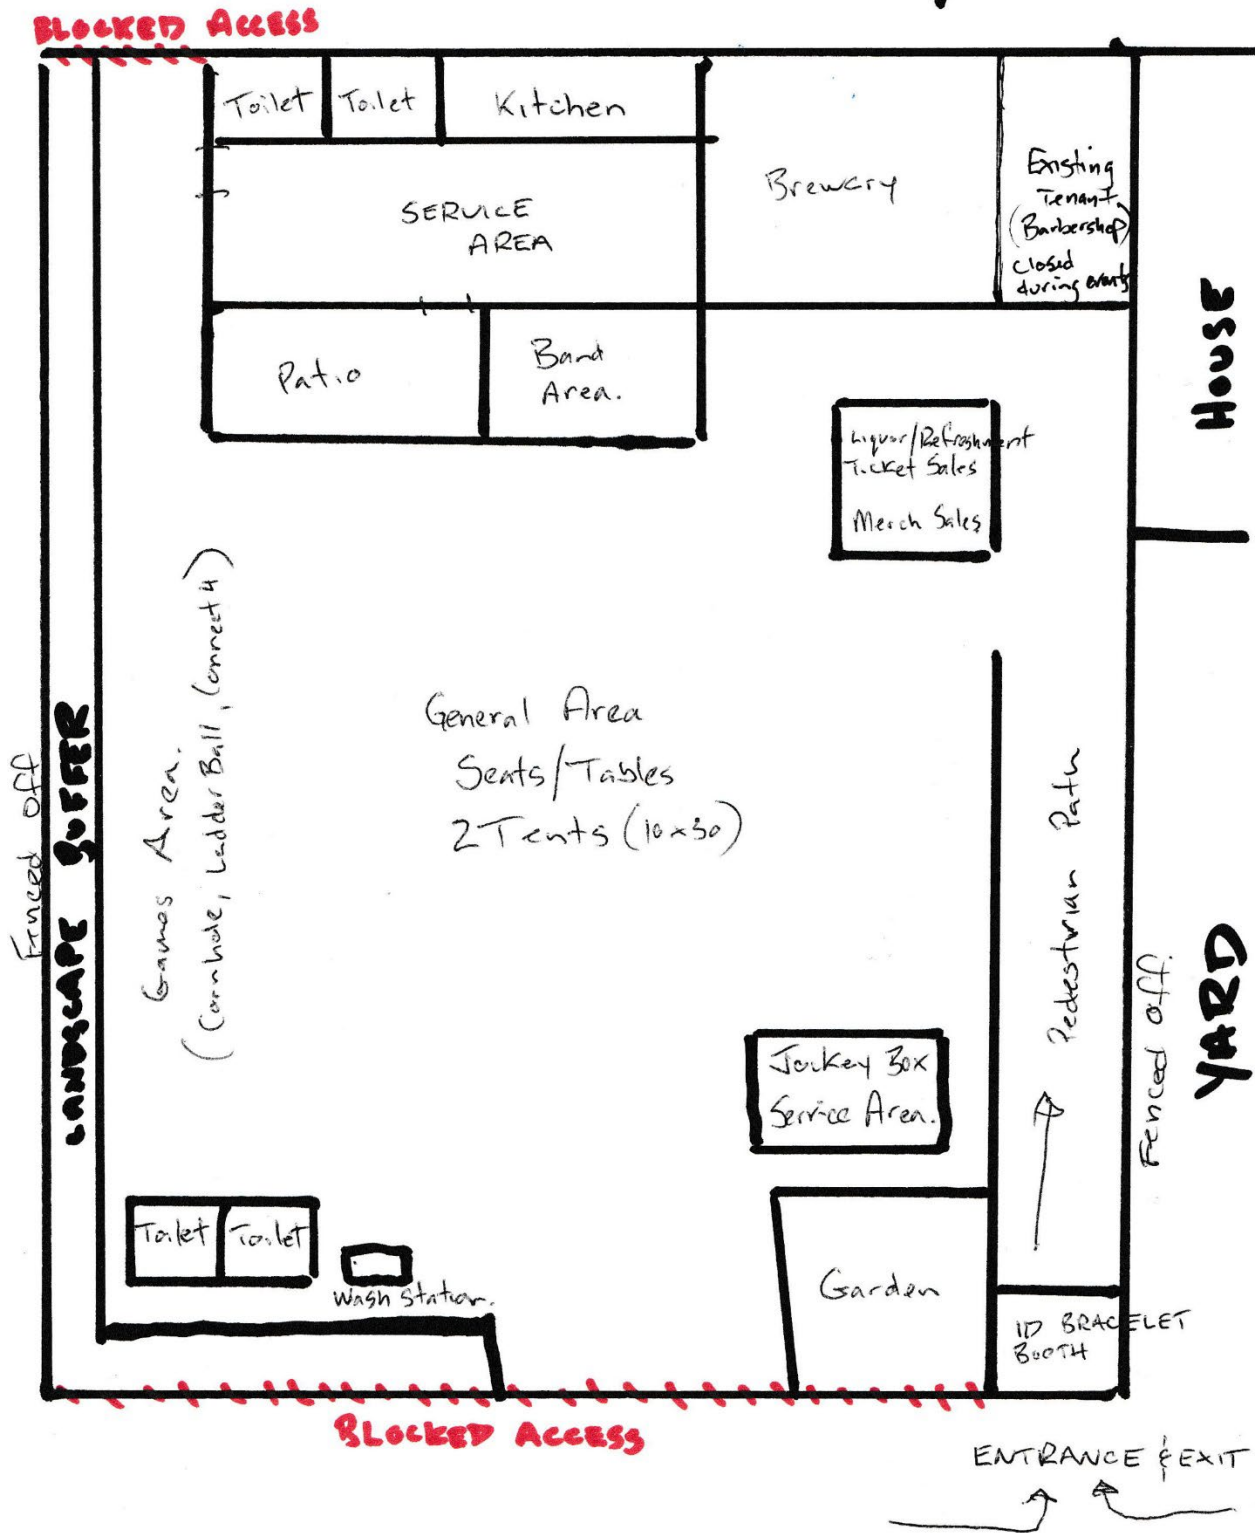 BLOCKED ACCESS
Toilet
Toilet
Kitchen
Brewery
Existing
Tenant
(Barbershop)
closed
during events
SERVICE
AREA
HOUSE
Patio
Band
Area.
Liquor/Refreshment
Ticket Sales
Merch Sales
Fenced off
LANDSCAPE BUFFER
Games Area.
(Cornhole, Ladder Ball, Connect 4)
General Area
Seats/Tables
2 Tents (10x30)
Pedestrian Path
Fenced off
YARD
Jockey Box
Service Area.
Toilet
Toilet
Wash Station.
Garden
ID BRACELET
BOOTH
BLOCKED ACCESS
ENTRANCE & EXIT